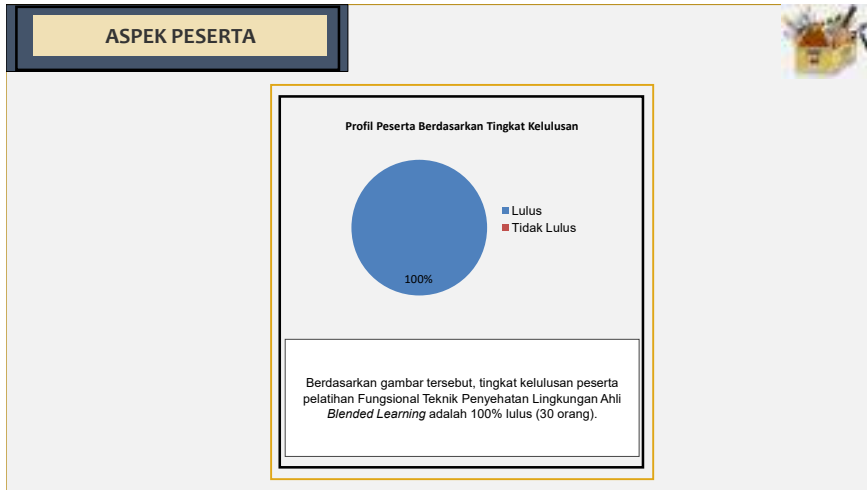 ASPEK PESERTA
Profil Peserta Berdasarkan Tingkat Kelulusan
Lulus
Tidak Lulus
100%
Berdasarkan gambar tersebut, tingkat kelulusan peserta
pelatihan Fungsional Teknik Penyehatan Lingkungan Ahli
Blended Learning adalah 100% lulus (30 orang).